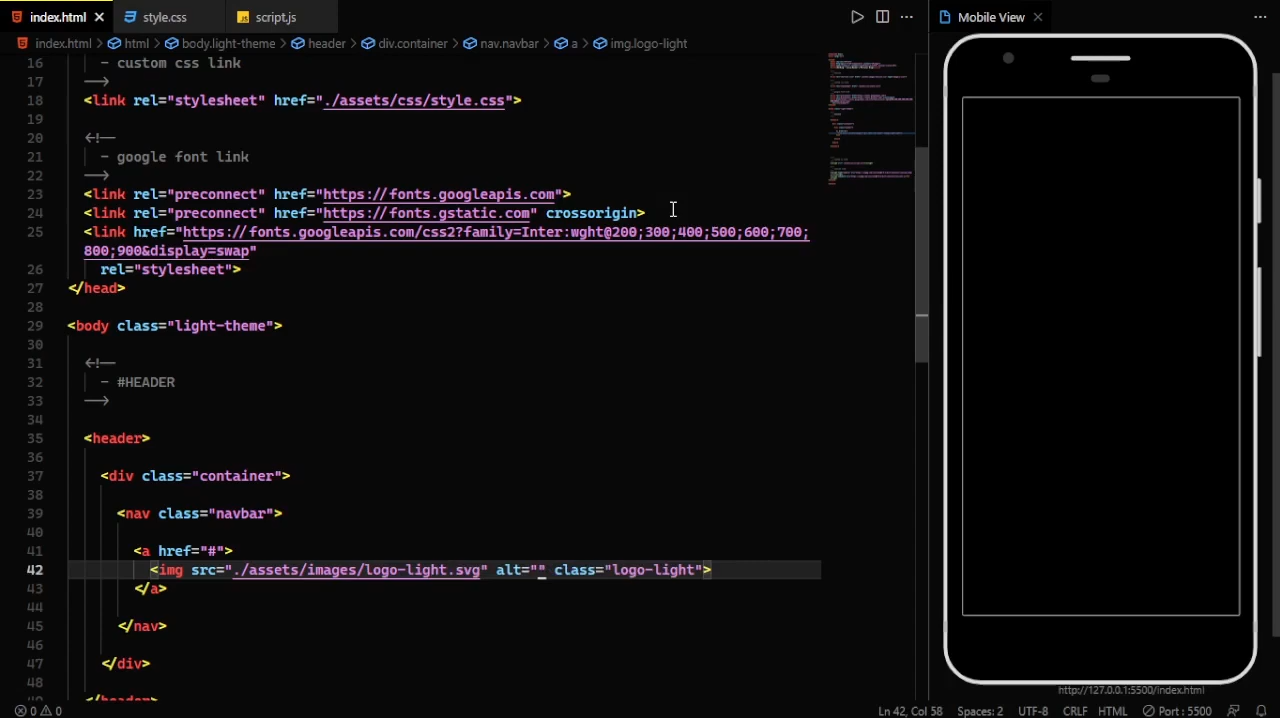 index.html
style.css
script.js
Mobile View
index.html > html > body.light-theme > header > div.container > nav.navbar > a > img.logo-light
16 - custom css link
17 -->
18 <link rel="stylesheet" href="./assets/css/style.css">
19
20 <!--
21 - google font link
22 -->
23 <link rel="preconnect" href="https://fonts.googleapis.com">
24 <link rel="preconnect" href="https://fonts.gstatic.com" crossorigin>
25 <link href="https://fonts.googleapis.com/css2?family=Inter:wght@200;300;400;500;600;700;
800;900&display=swap"
26 rel="stylesheet">
27 </head>
28
29 <body class="light-theme">
30
31 <!--
32 - #HEADER
33 -->
34
35 <header>
36
37 <div class="container">
38
39 <nav class="navbar">
40
41 <a href="#">
42 <img src="./assets/images/logo-light.svg" alt="" class="logo-light">
43 </a>
44
45 </nav>
46
47 </div>
48
49 </header>
http://127.0.0.1:5500/index.html
0 0
Ln 42, Col 58
Spaces: 2
UTF-8
CRLF
HTML
Port : 5500